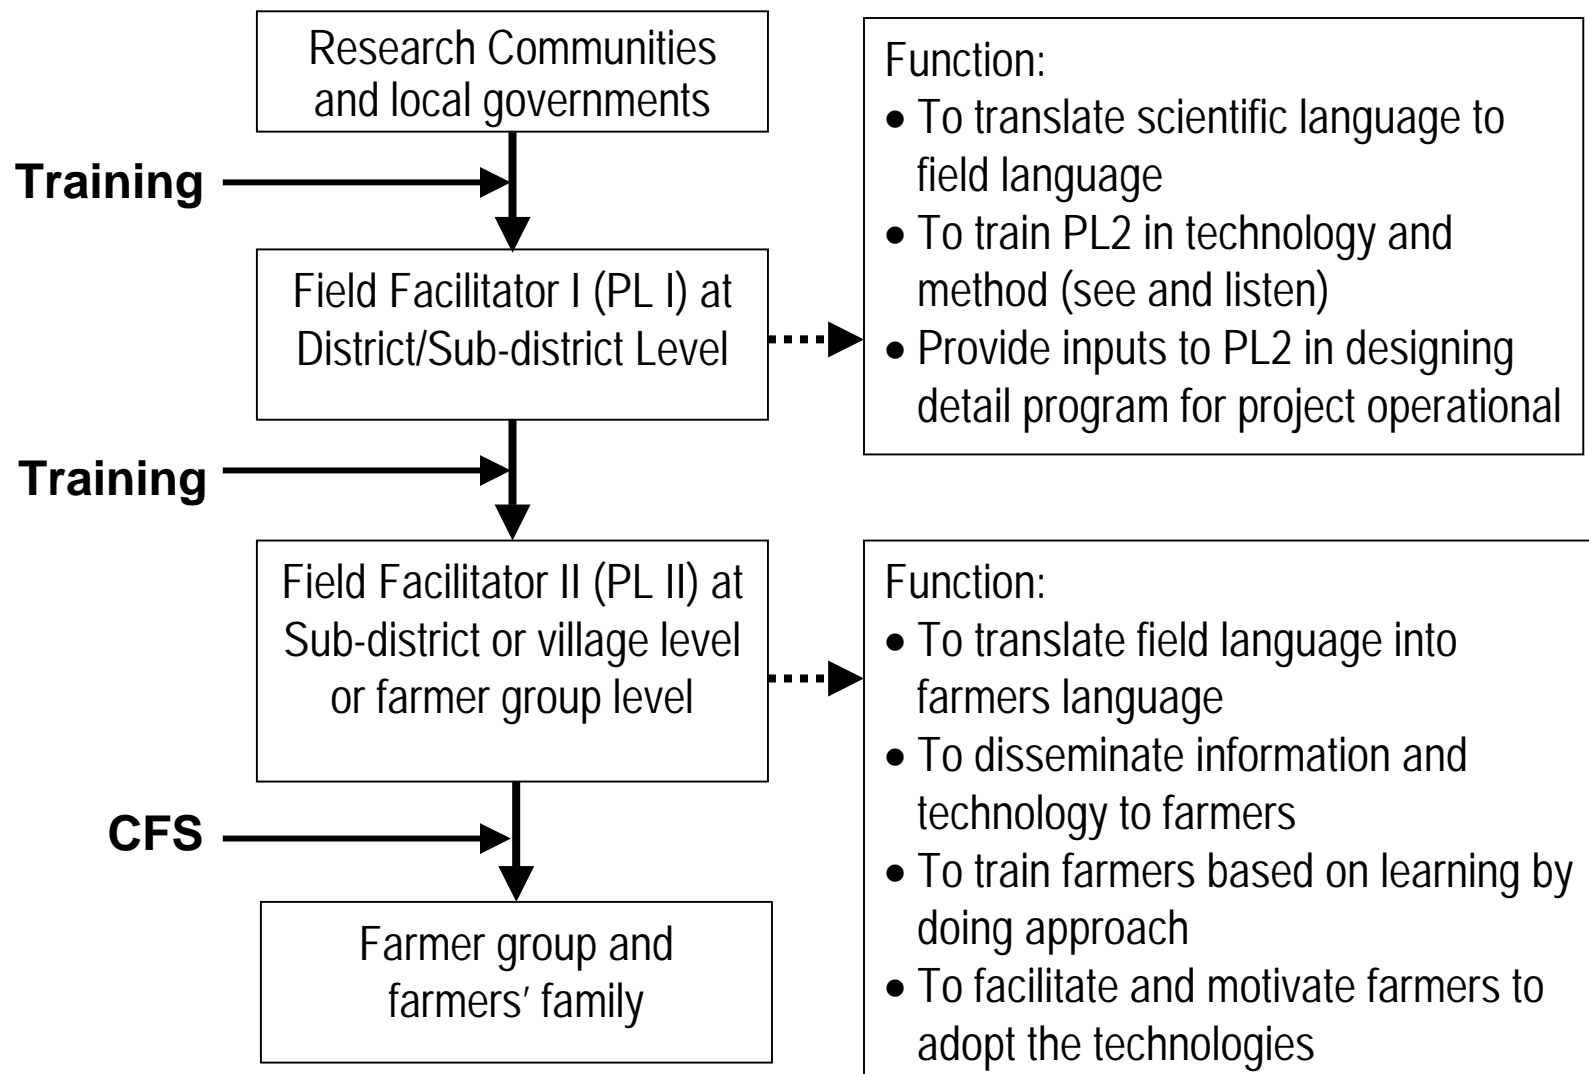 Research Communities
and local governments
Training
Field Facilitator I (PL I) at
District/Sub-district Level
Function:
• To translate scientific language to
field language
• To train PL2 in technology and
method (see and listen)
• Provide inputs to PL2 in designing
detail program for project operational
Training
Field Facilitator II (PL II) at
Sub-district or village level
or farmer group level
Function:
• To translate field language into
farmers language
• To disseminate information and
technology to farmers
• To train farmers based on learning by
doing approach
• To facilitate and motivate farmers to
adopt the technologies
CFS
Farmer group and
farmers’ family